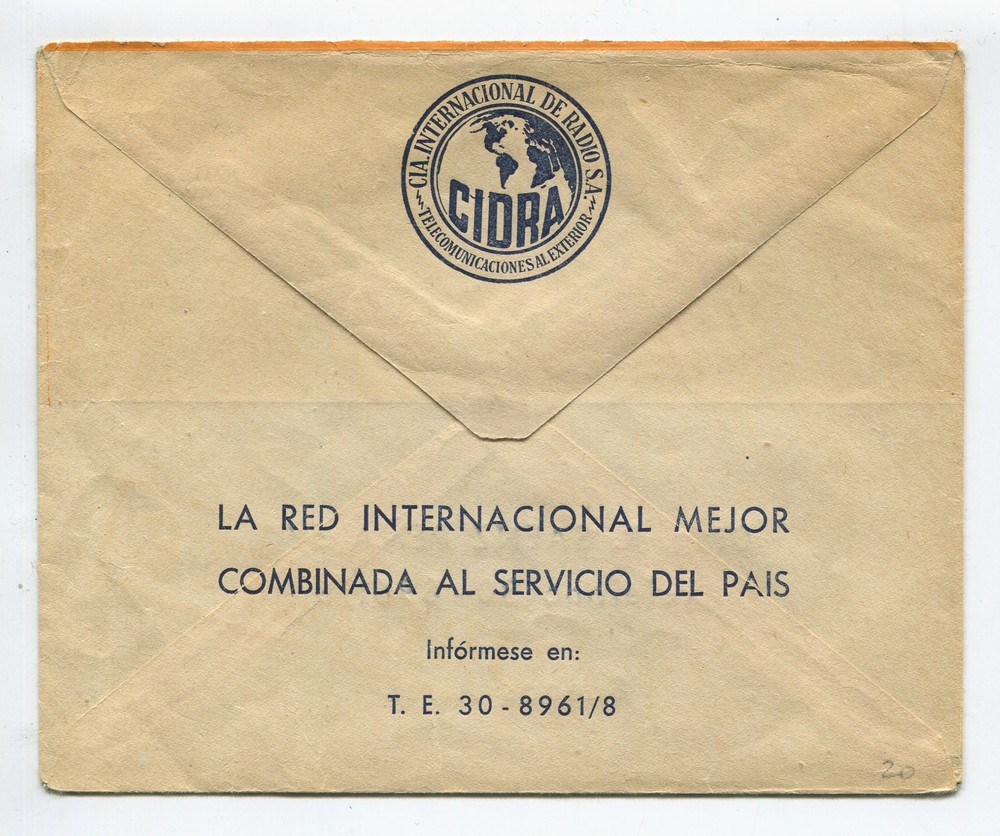 CIA. INTERNACIONAL DE RADIO S.A.
CIDRA
TELECOMUNICACIONES AL EXTERIOR
LA RED INTERNACIONAL MEJOR
COMBINADA AL SERVICIO DEL PAIS
Infórmese en:
T. E. 30-8961/8
20